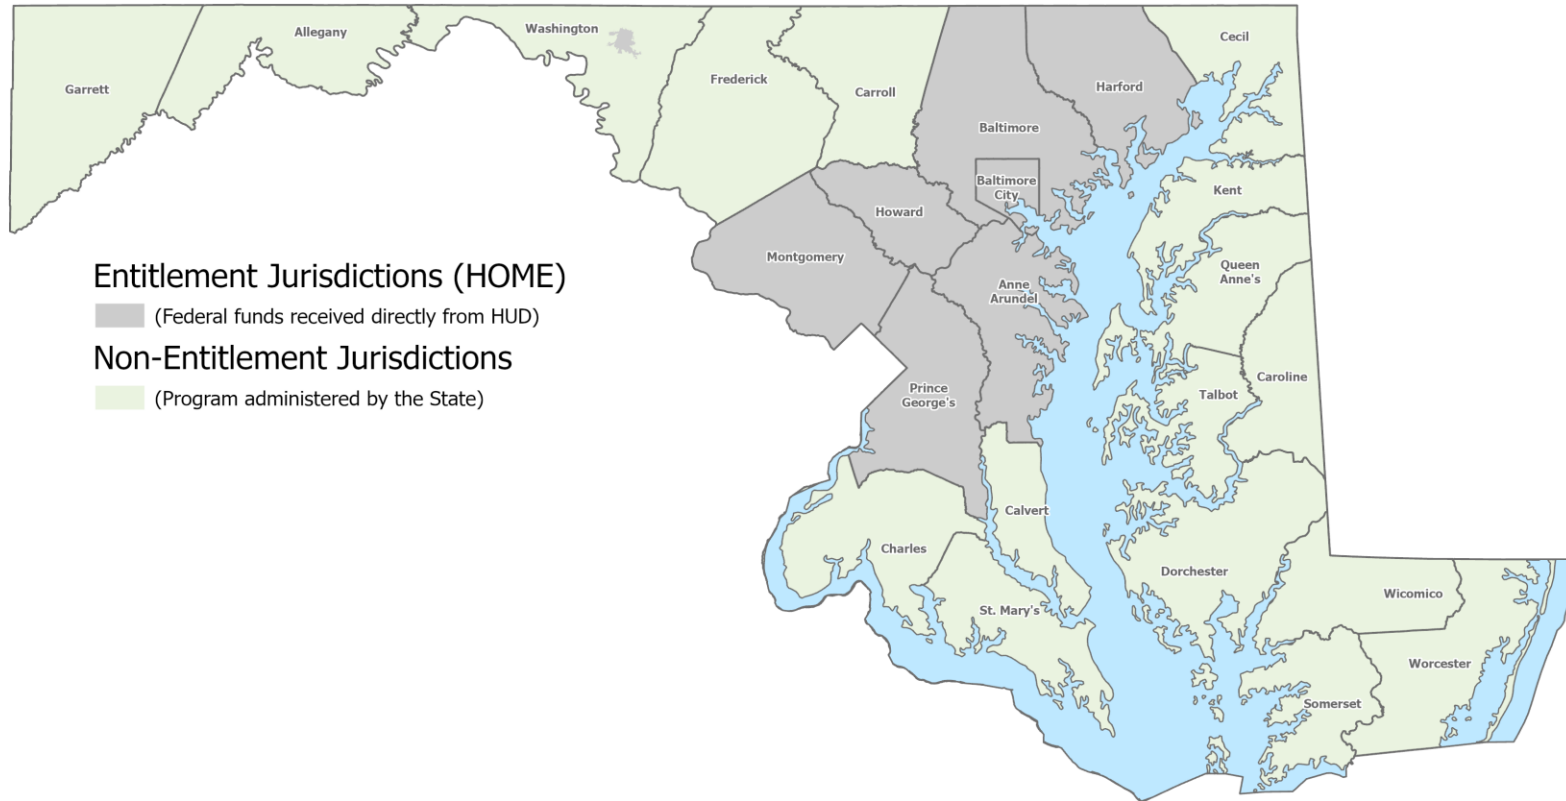 Allegany
Washington
Cecil
Garrett
Frederick
Carroll
Harford
Baltimore
Baltimore
City
Kent
Howard
Montgomery
Queen
Anne's
Anne
Arundel
Entitlement Jurisdictions (HOME)
(Federal funds received directly from HUD)
Non-Entitlement Jurisdictions
(Program administered by the State)
Prince
George's
Talbot
Caroline
Calvert
Charles
Dorchester
St. Mary's
Wicomico
Worcester
Somerset